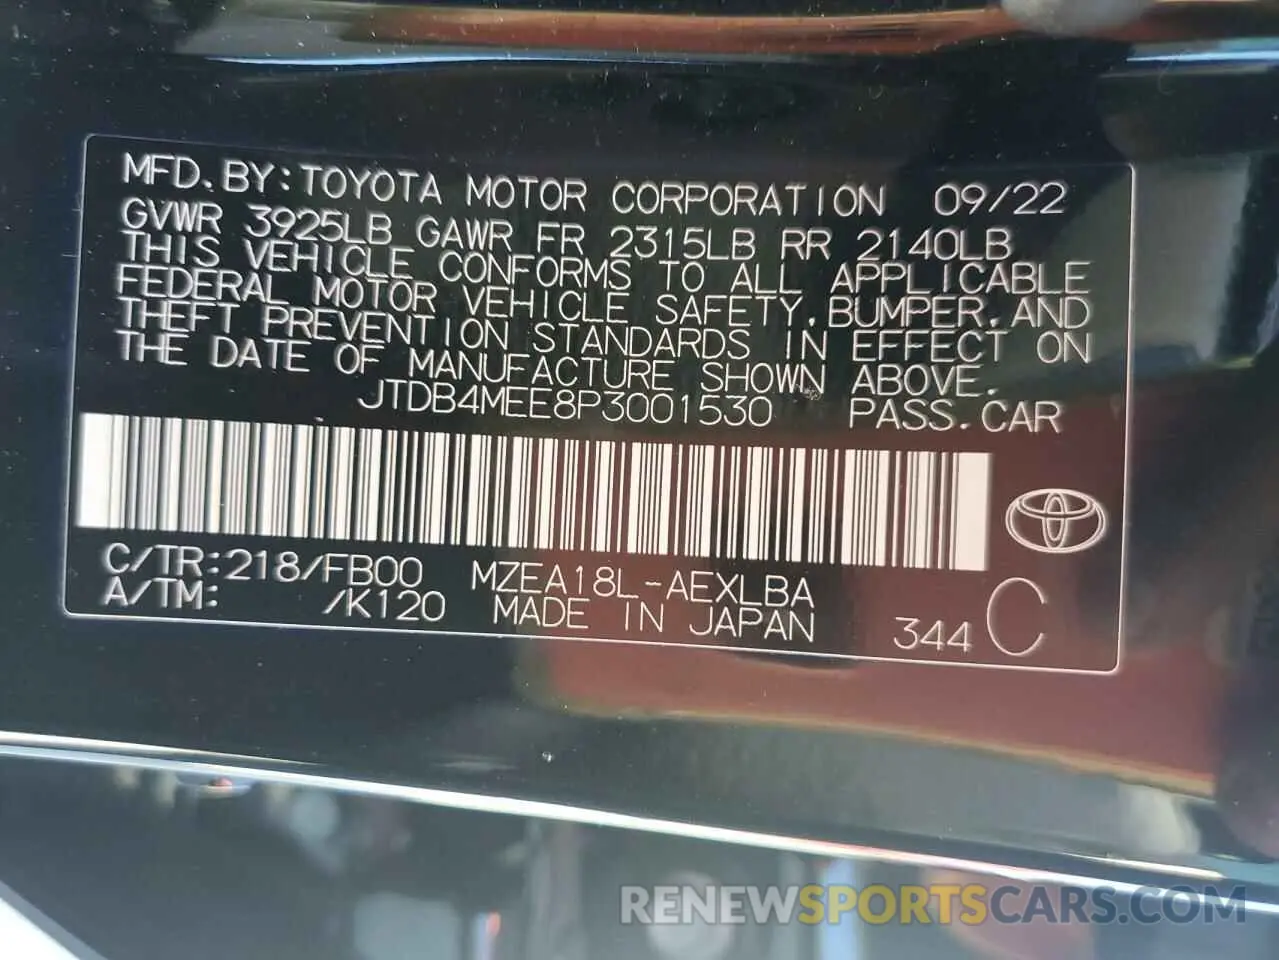 MFD.BY:TOYOTA MOTOR CORPORATION 09/22
GVWR 3925LB GAWR FR 2315LB RR 2140LB
THIS VEHICLE CONFORMS TO ALL APPLICABLE
FEDERAL MOTOR VEHICLE SAFETY,BUMPER,AND
THEFT PREVENTION STANDARDS IN EFFECT ON
THE DATE OF MANUFACTURE SHOWN ABOVE.
JTDB4MEE8P3001530 PASS.CAR
C/TR:218/FB00 MZEA18L-AEXLBA
A/TM: /K120 MADE IN JAPAN 344 C
RENEWSPORTSCARS.COM